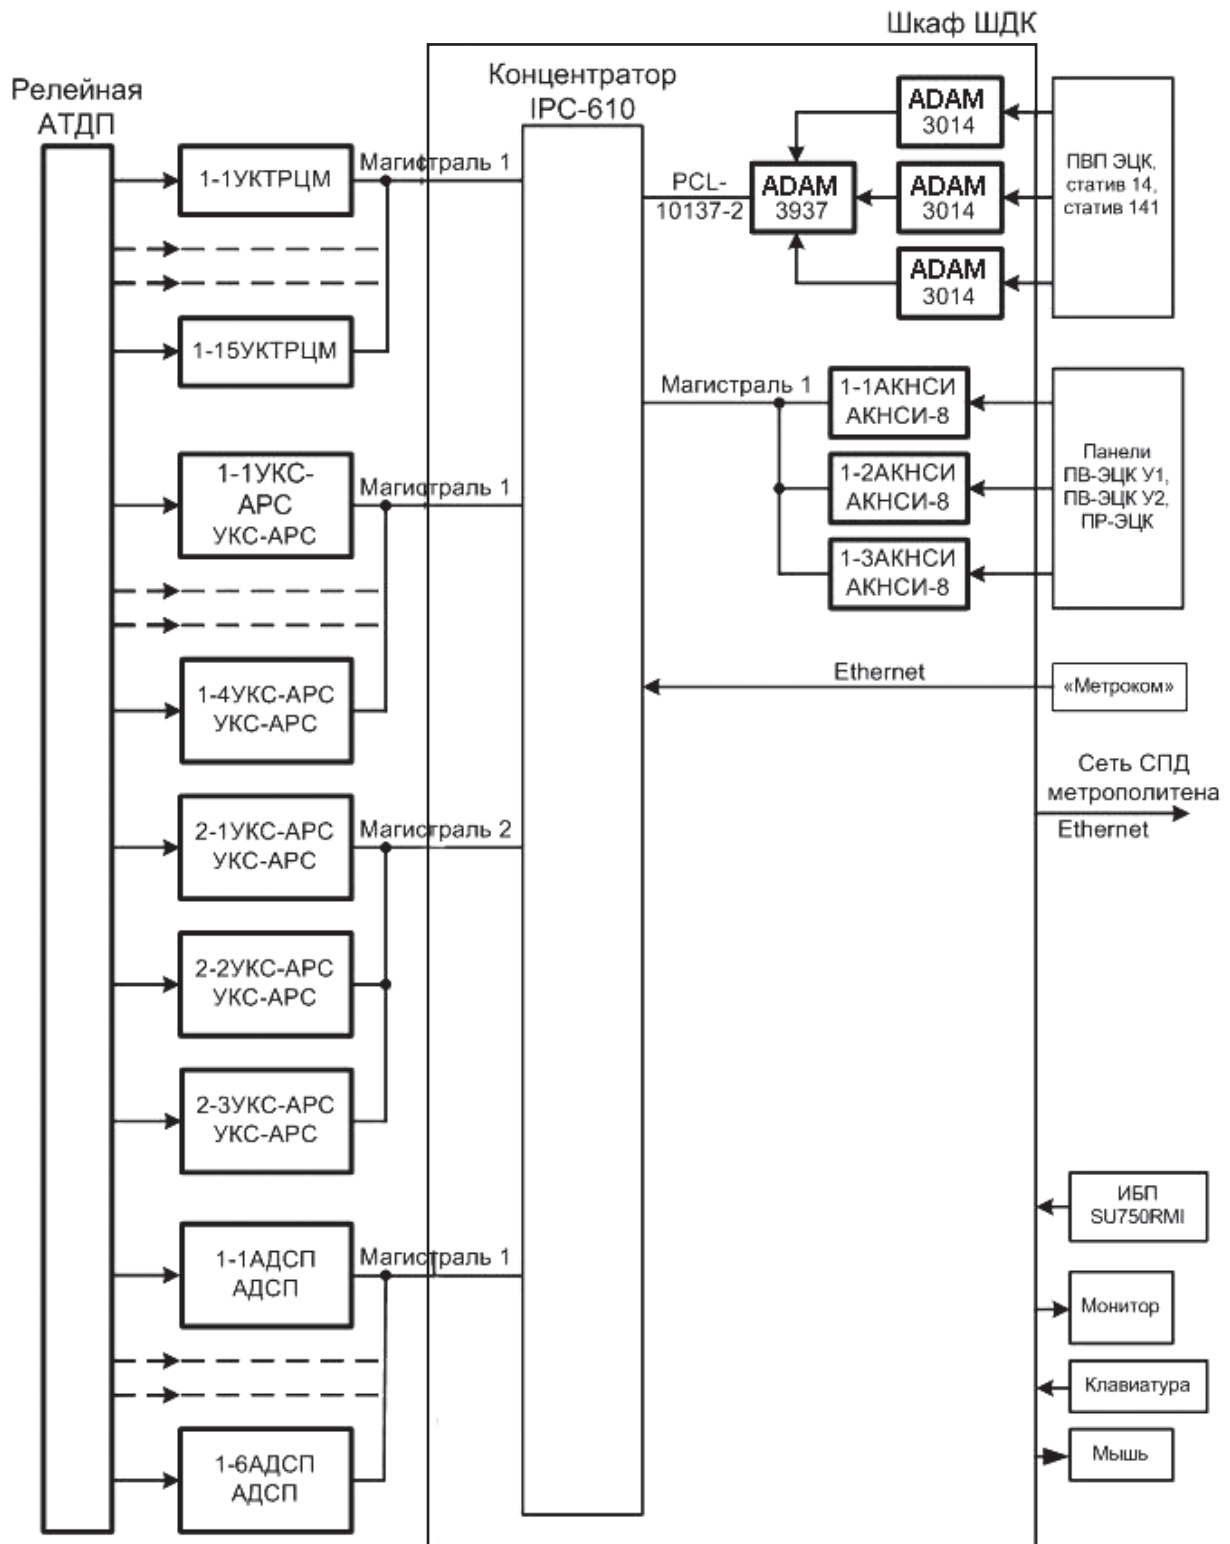 Шкаф ШДК
Концентратор
IPC-610
Релейная
АТДП
1-1УКТРЦМ
Магистраль 1
1-15УКТРЦМ
1-1УКС-
АРС
УКС-АРС
Магистраль 1
1-4УКС-АРС
УКС-АРС
2-1УКС-АРС
УКС-АРС
Магистраль 2
2-2УКС-АРС
УКС-АРС
2-3УКС-АРС
УКС-АРС
1-1АДСП
АДСП
Магистраль 1
1-6АДСП
АДСП
PCL-
10137-2
ADAM
3937
ADAM
3014
ADAM
3014
ADAM
3014
ПВП ЭЦК,
статив 14,
статив 141
Магистраль 1
1-1АКНСИ
АКНСИ-8
1-2АКНСИ
АКНСИ-8
1-3АКНСИ
АКНСИ-8
Панели
ПВ-ЭЦК У1,
ПВ-ЭЦК У2,
ПР-ЭЦК
Ethernet
«Метроком»
Сеть СПД
метрополитена
Ethernet
ИБП
SU750RMI
Монитор
Клавиатура
Мышь